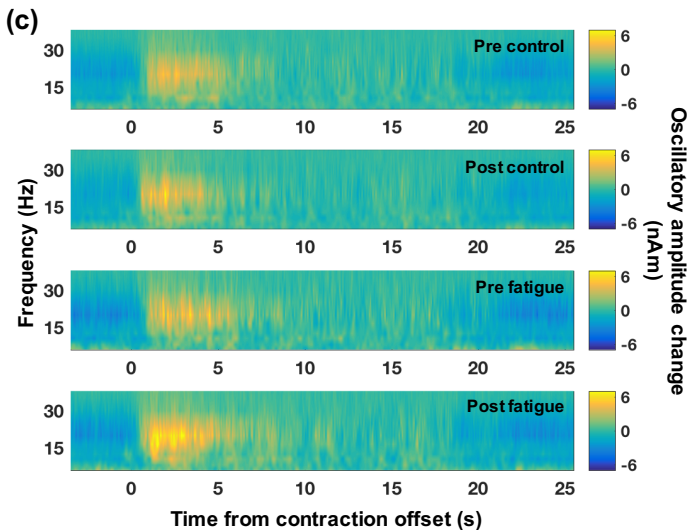 (c)
30
15
Pre control
6
0
-6
0 5 10 15 20 25
30
15
Post control
6
0
-6
0 5 10 15 20 25
30
15
Pre fatigue
6
0
-6
0 5 10 15 20 25
30
15
Post fatigue
6
0
-6
0 5 10 15 20 25
Time from contraction offset (s)
Frequency (Hz)
Oscillatory amplitude change
(nAm)